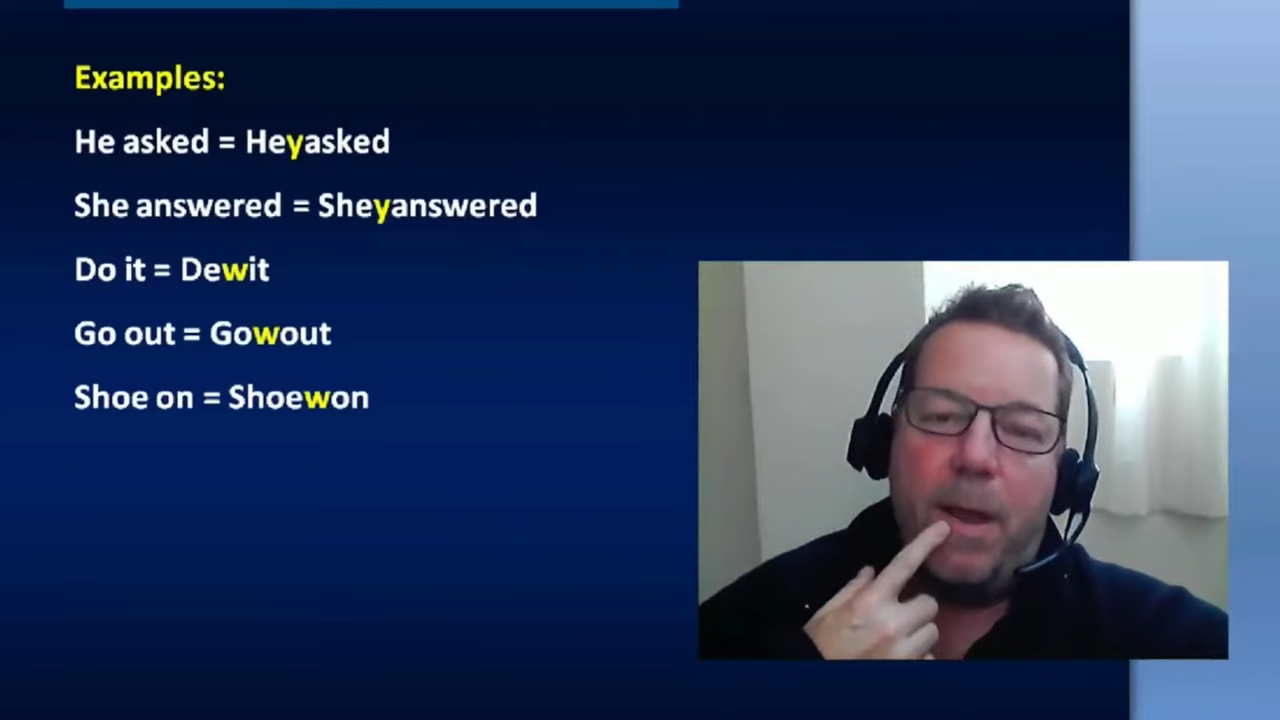 Examples:
He asked = Heyasked
She answered = Sheyanswered
Do it = Dewit
Go out = Gowout
Shoe on = Shoewon